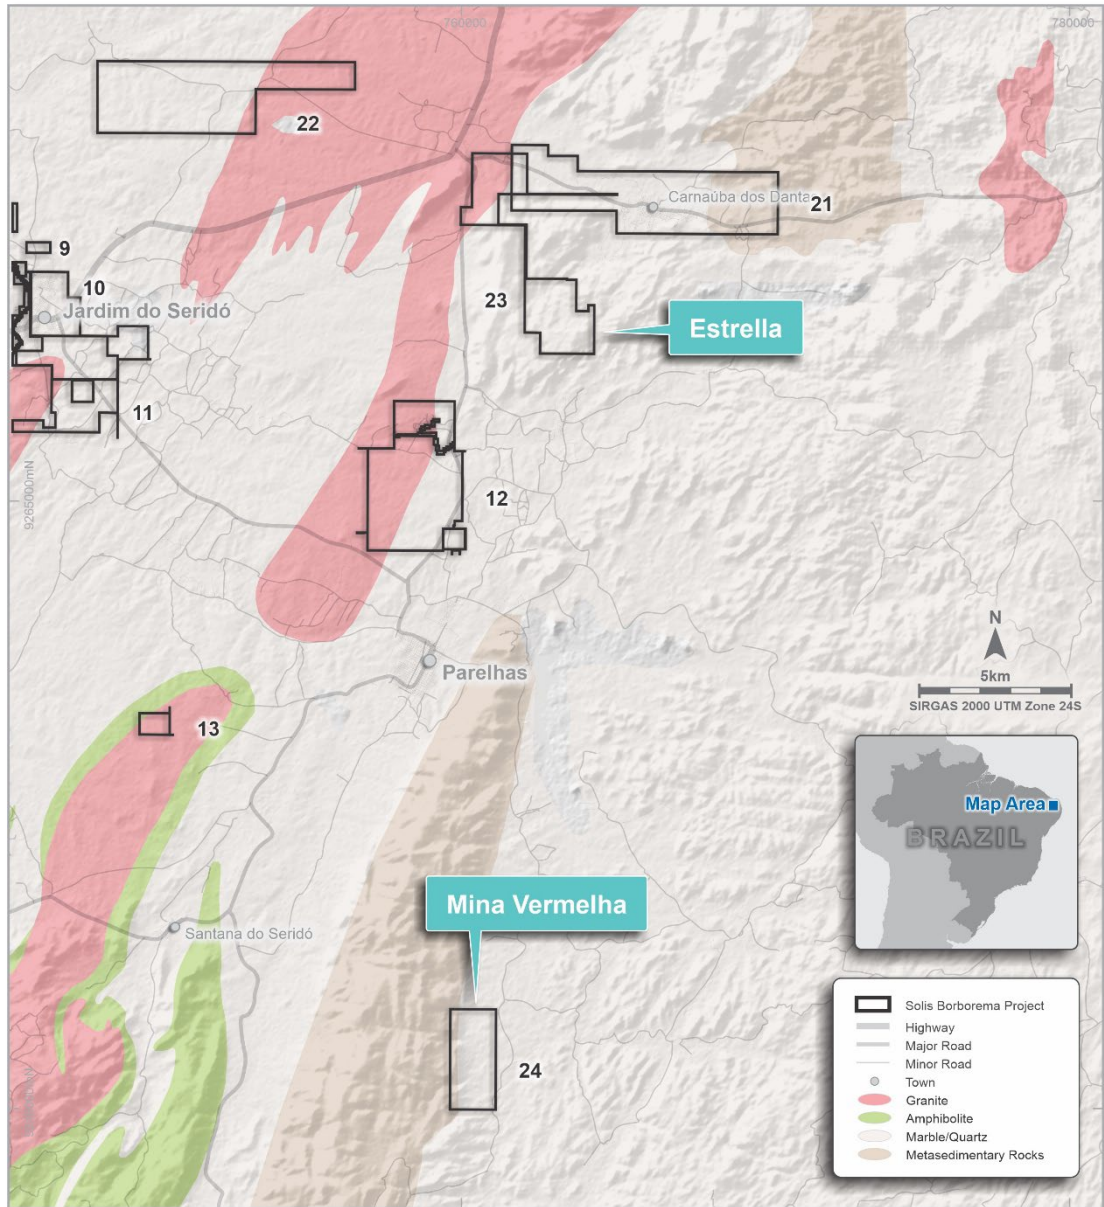 760000
780000
22
Carnaúba dos Danta
21
9
10
Jardim do Seridó
23
Estrella
11
12
9265000mN
N
5km
SIRGAS 2000 UTM Zone 24S
Parelhas
13
Map Area
BRAZIL
Mina Vermelha
Santana do Seridó
24
Solis Borborema Project
Highway
Major Road
Minor Road
Town
Granite
Amphibolite
Marble/Quartz
Metasedimentary Rocks